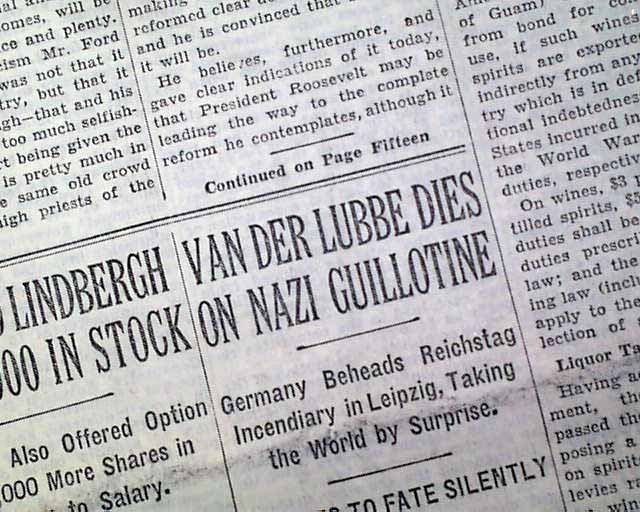 omes, will be
ce and plenty.
cism Mr. Ford
was not that it
try, but that it
gh—that and his
too much selfish-
t being given the
is pretty much in
e same old crowd
igh priests of the
making
reformed clear
and he is convinced that
it will be.
He believes, furthermore, and
gave clear indications of it today,
that President Roosevelt may be
leading the way to the complete
reform he contemplates, although it
Continued on Page Fifteen
LINDBERGH
000 IN STOCK
Also Offered Option
,000 More Shares in
to Salary.
VAN DER LUBBE DIES
ON NAZI GUILLOTINE
Germany Beheads Reichstag
Incendiary in Leipzig, Taking
the World by Surprise.
TO FATE SILENTLY
of Guam)
from bond for
use, if such wines
spirits are exported
indirectly from any
try which is in de
tional indebtednes
States incurred in
the World War
duties, respectiv
On wines, $3 p
tilled spirits, $
duties shall be
duties prescri
law; and the
ing law (incl
apply to the
lection of
Liquor Ta
Having ac
ment, th
passed th
posing a
on spirits
levies ra
win